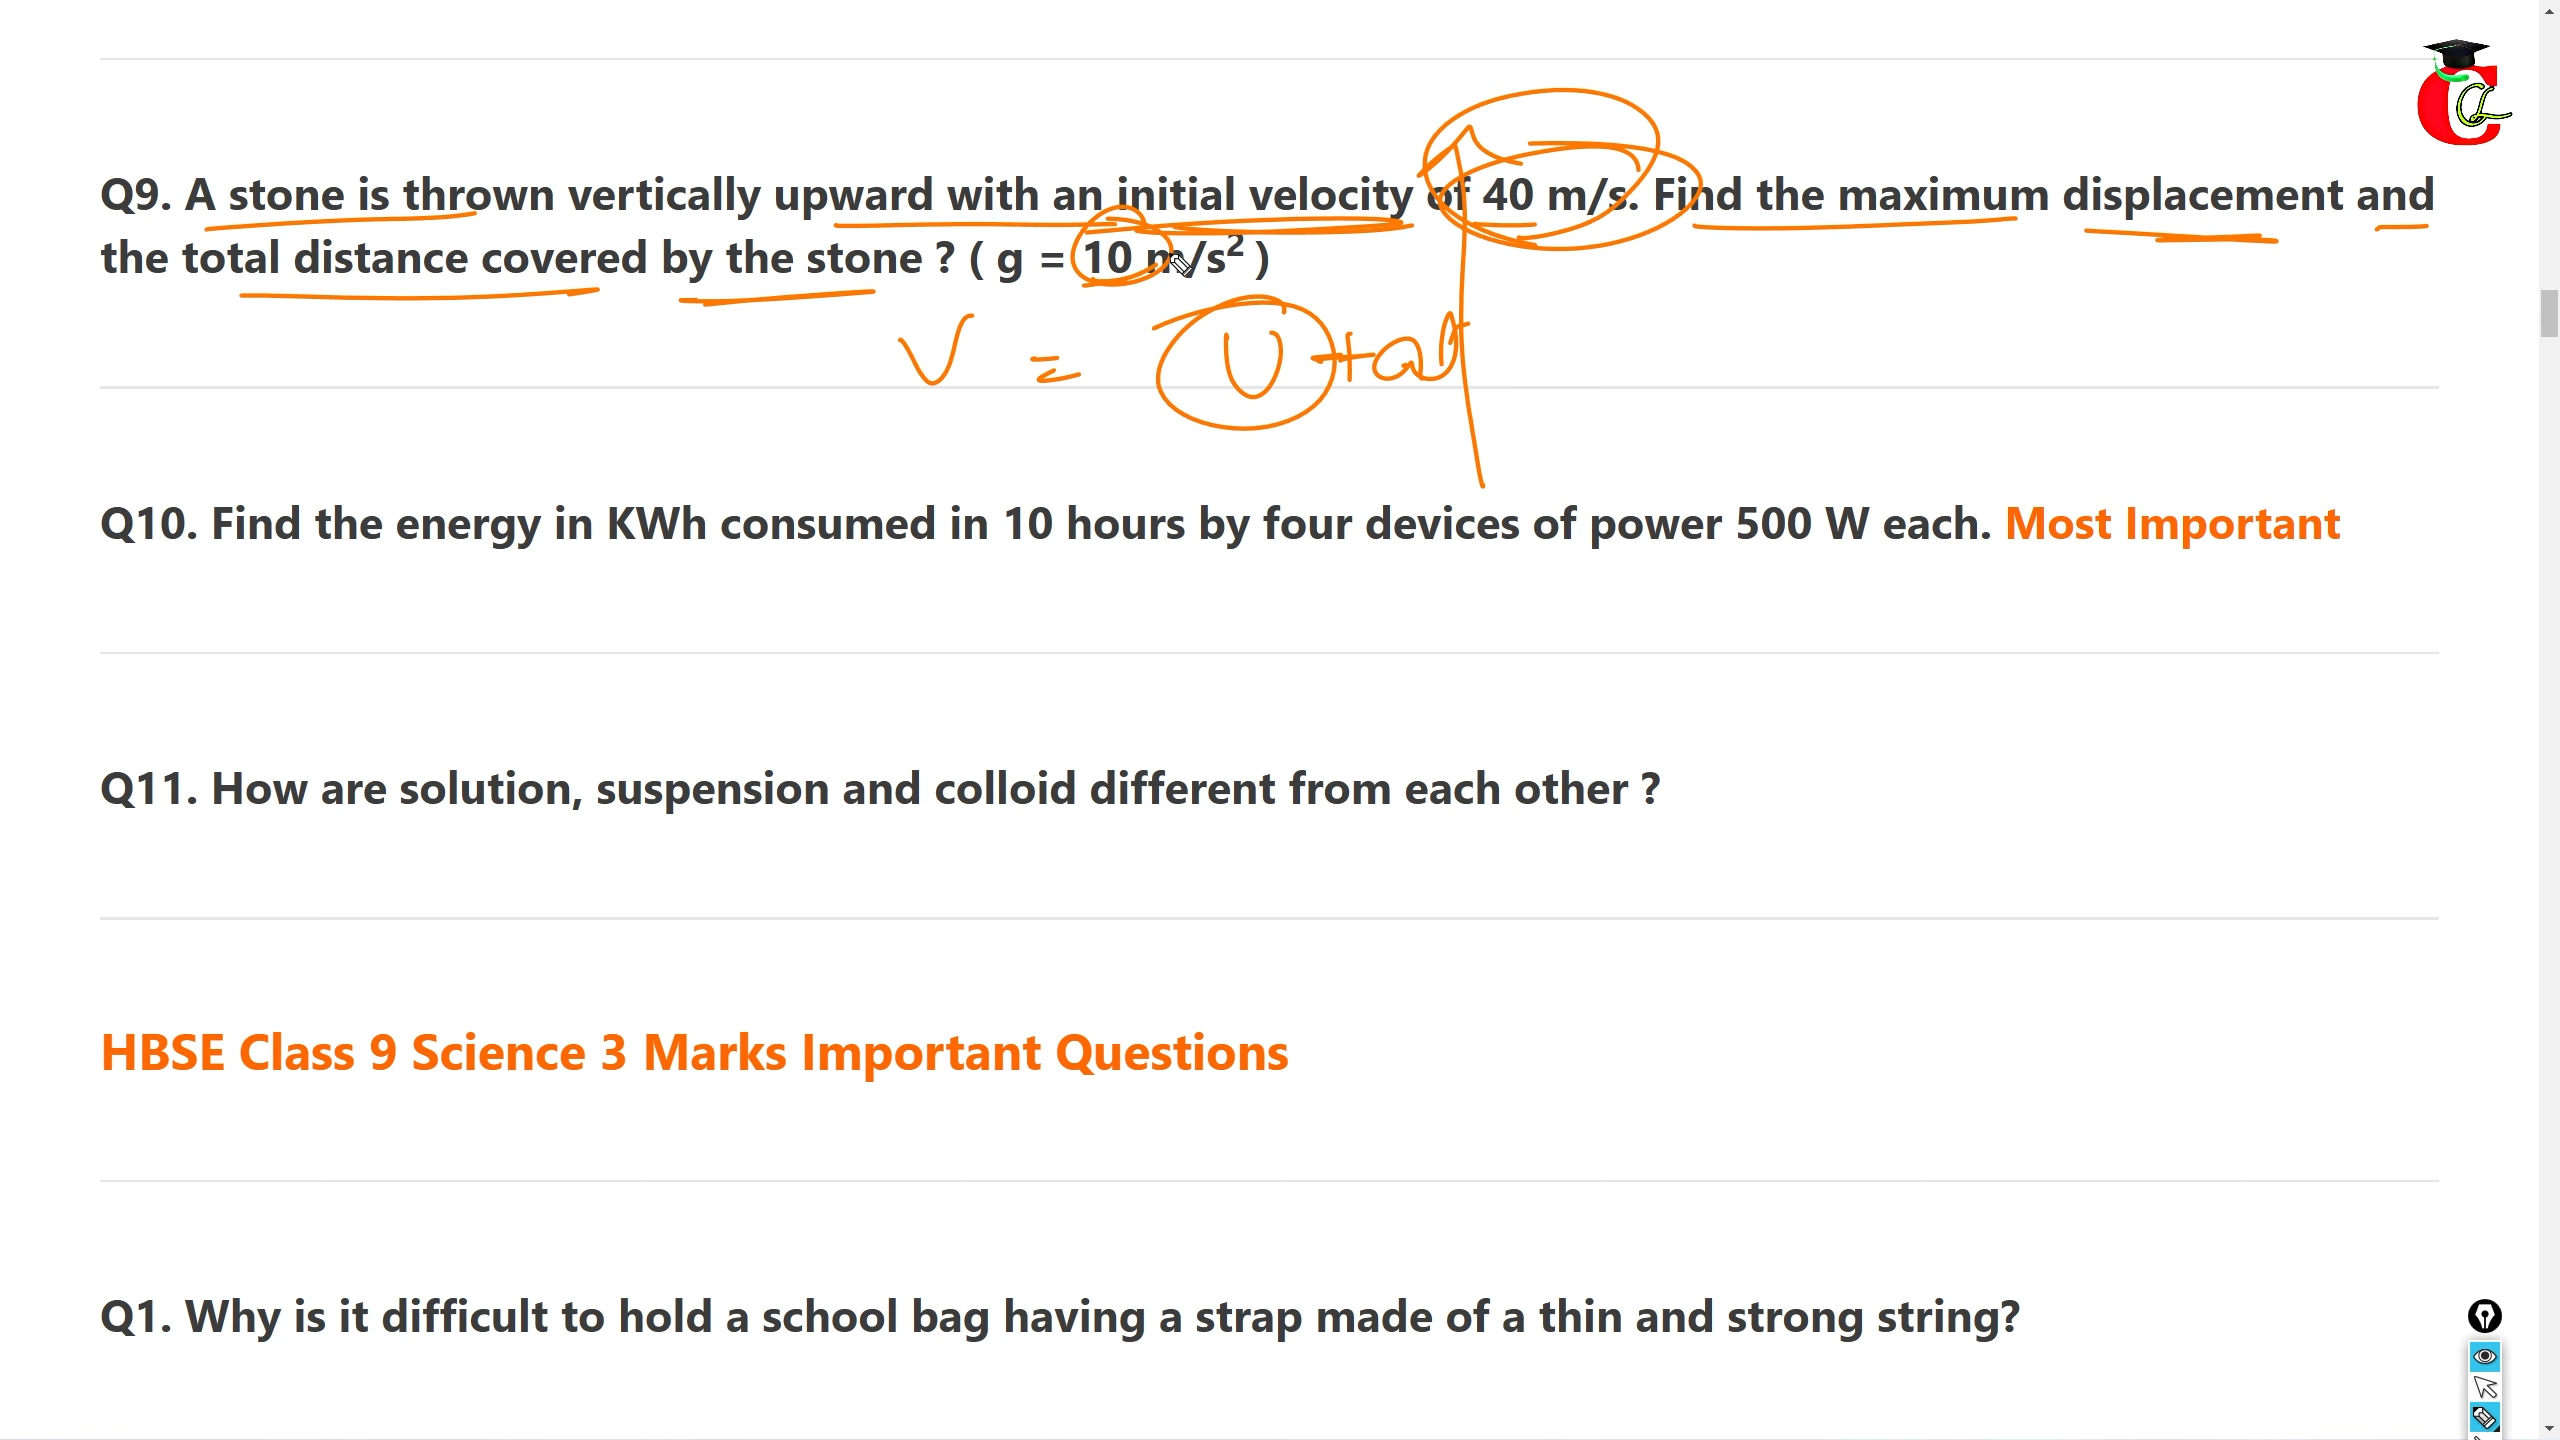 Q9. A stone is thrown vertically upward with an initial velocity of 40 m/s. Find the maximum displacement and
the total distance covered by the stone ? ( g = 10 m/s² )
V = U + at
Q10. Find the energy in KWh consumed in 10 hours by four devices of power 500 W each. Most Important
Q11. How are solution, suspension and colloid different from each other ?
HBSE Class 9 Science 3 Marks Important Questions
Q1. Why is it difficult to hold a school bag having a strap made of a thin and strong string?